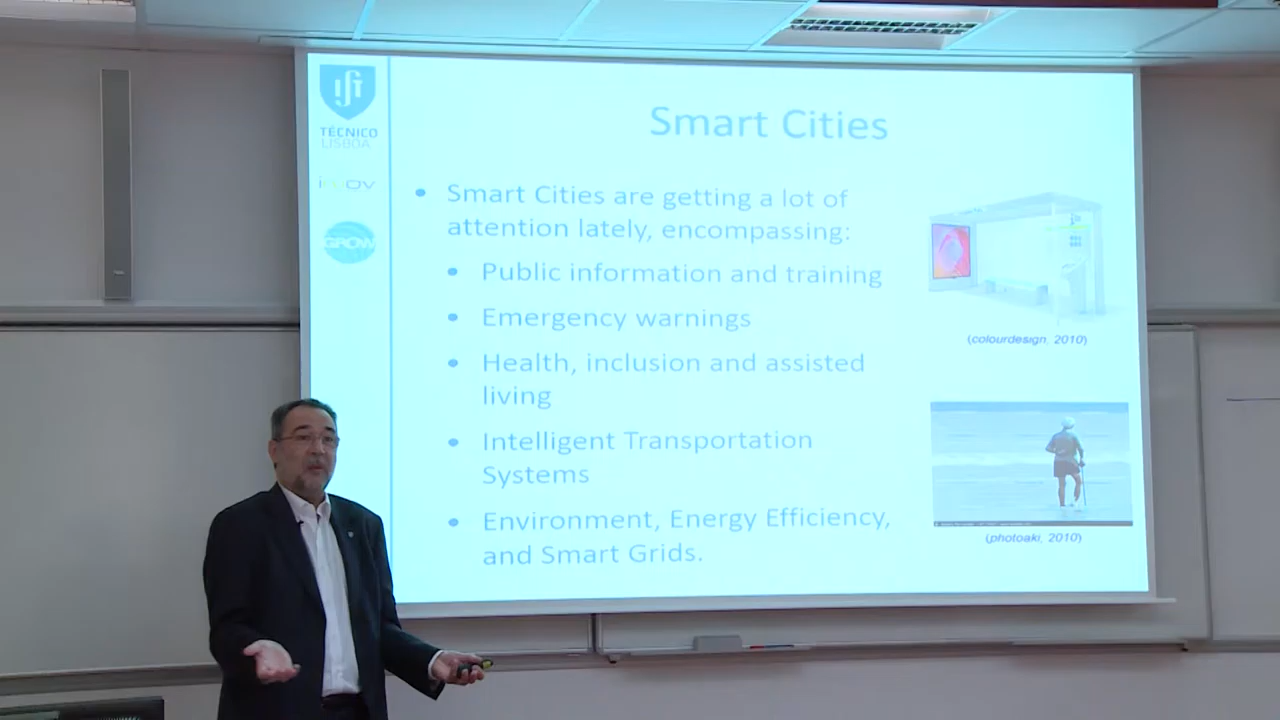 TÉCNICO
LISBOA
GROW
Smart Cities
• Smart Cities are getting a lot of
attention lately, encompassing:
• Public information and training
• Emergency warnings
• Health, inclusion and assisted
living
• Intelligent Transportation
Systems
• Environment, Energy Efficiency,
and Smart Grids.
(colourdesign, 2010)
(photoaki, 2010)